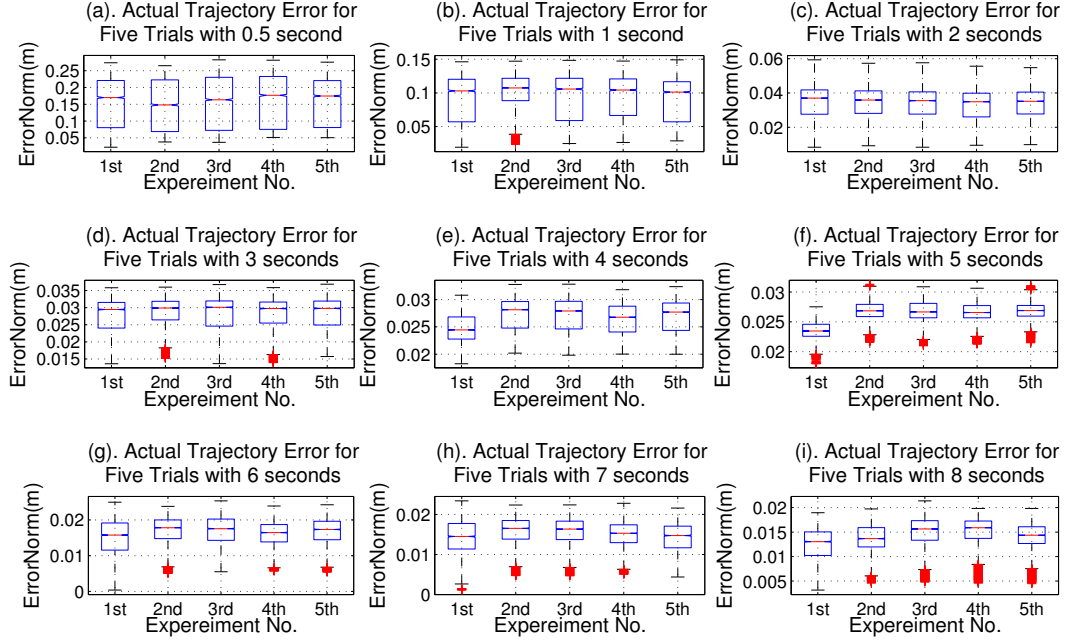 (a). Actual Trajectory Error for
Five Trials with 0.5 second
ErrorNorm(m)
0.25
0.2
0.15
0.1
0.05
1st 2nd 3rd 4th 5th
Expereiment No.
(b). Actual Trajectory Error for
Five Trials with 1 second
ErrorNorm(m)
0.15
0.1
0.05
1st 2nd 3rd 4th 5th
Expereiment No.
(c). Actual Trajectory Error for
Five Trials with 2 seconds
ErrorNorm(m)
0.06
0.04
0.02
1st 2nd 3rd 4th 5th
Expereiment No.
(d). Actual Trajectory Error for
Five Trials with 3 seconds
ErrorNorm(m)
0.035
0.03
0.025
0.02
0.015
1st 2nd 3rd 4th 5th
Expereiment No.
(e). Actual Trajectory Error for
Five Trials with 4 seconds
ErrorNorm(m)
0.03
0.025
0.02
1st 2nd 3rd 4th 5th
Expereiment No.
(f). Actual Trajectory Error for
Five Trials with 5 seconds
ErrorNorm(m)
0.03
0.025
0.02
1st 2nd 3rd 4th 5th
Expereiment No.
(g). Actual Trajectory Error for
Five Trials with 6 seconds
ErrorNorm(m)
0.02
0.01
0
1st 2nd 3rd 4th 5th
Expereiment No.
(h). Actual Trajectory Error for
Five Trials with 7 seconds
ErrorNorm(m)
0.02
0.01
0
1st 2nd 3rd 4th 5th
Expereiment No.
(i). Actual Trajectory Error for
Five Trials with 8 seconds
ErrorNorm(m)
0.02
0.015
0.01
0.005
1st 2nd 3rd 4th 5th
Expereiment No.